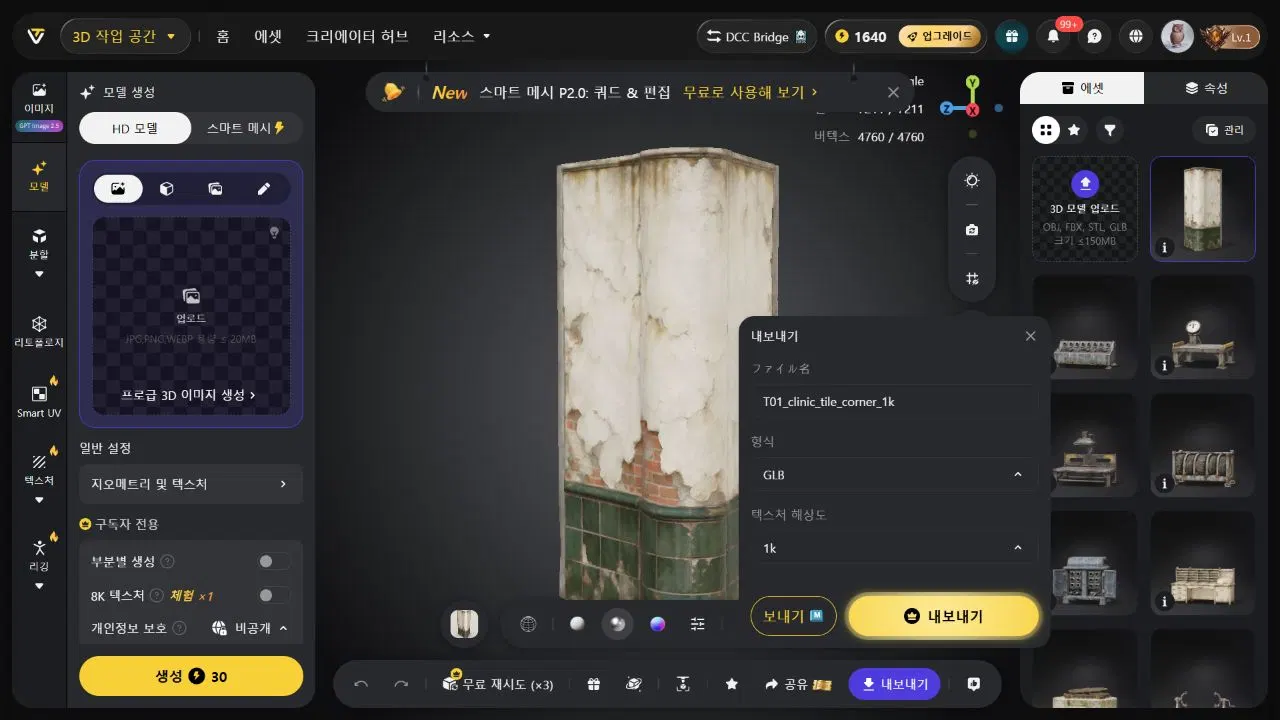 3D 작업 공간
홈
에셋
크리에이터 허브
리소스
DCC Bridge
1640
업그레이드
99+
Lv.1
이미지
GPT Image 2.5
모델
분할
리토폴로지
Smart UV
텍스처
리깅
모델 생성
HD 모델
스마트 메시
업로드
JPG,PNG,WEBP 용량 ≤ 20MB
프로급 3D 이미지 생성 >
일반 설정
지오메트리 및 텍스처
구독자 전용
부분별 생성
8K 텍스처 체험 ×1
개인정보 보호 비공개
생성 30
New 스마트 메시 P2.0: 쿼드 & 편집 무료로 사용해 보기 >
버텍스 4760 / 4760
내보내기
ファイル名
T01_clinic_tile_corner_1k
형식
GLB
텍스처 해상도
1k
보내기
내보내기
무료 재시도 (×3)
공유
내보내기
에셋
속성
관리
3D 모델 업로드
OBJ, FBX, STL, GLB
크기 ≤150MB